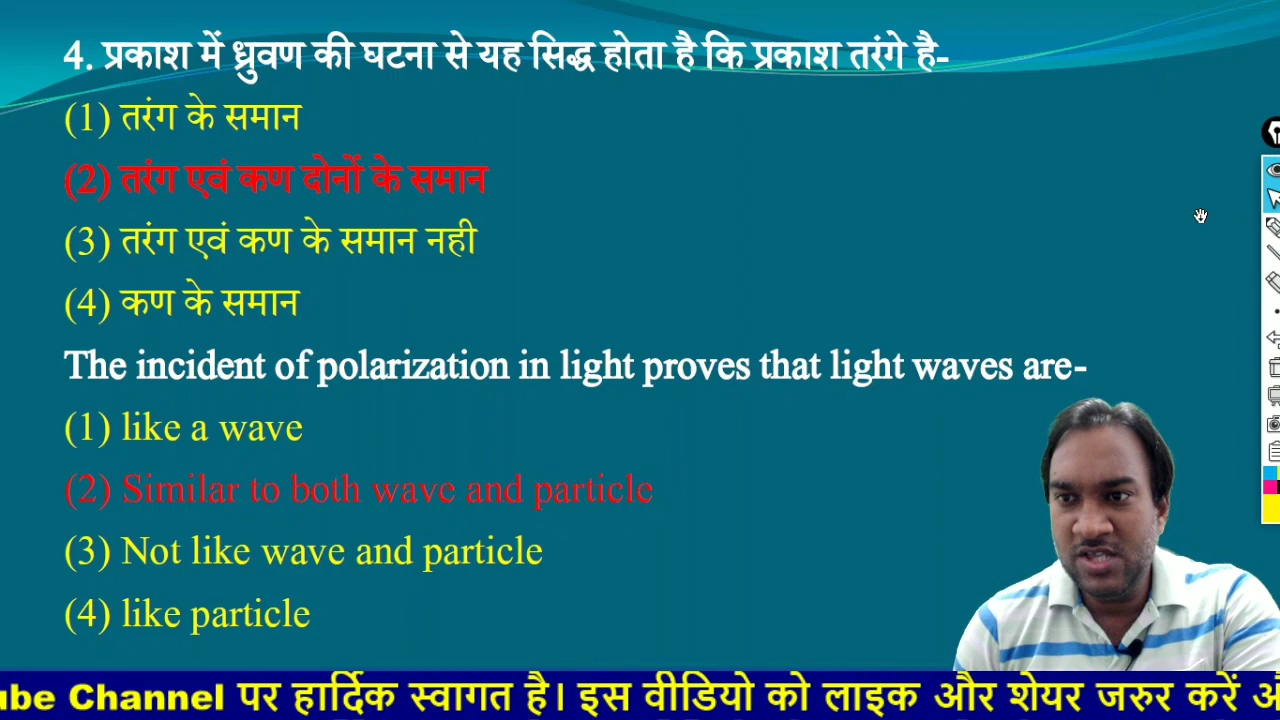 4. प्रकाश में ध्रुवण की घटना से यह सिद्ध होता है कि प्रकाश तरंगे है-
(1) तरंग के समान
(2) तरंग एवं कण दोनों के समान
(3) तरंग एवं कण के समान नही
(4) कण के समान
The incident of polarization in light proves that light waves are-
(1) like a wave
(2) Similar to both wave and particle
(3) Not like wave and particle
(4) like particle
ube Channel पर हार्दिक स्वागत है। इस वीडियो को लाइक और शेयर जरुर करें